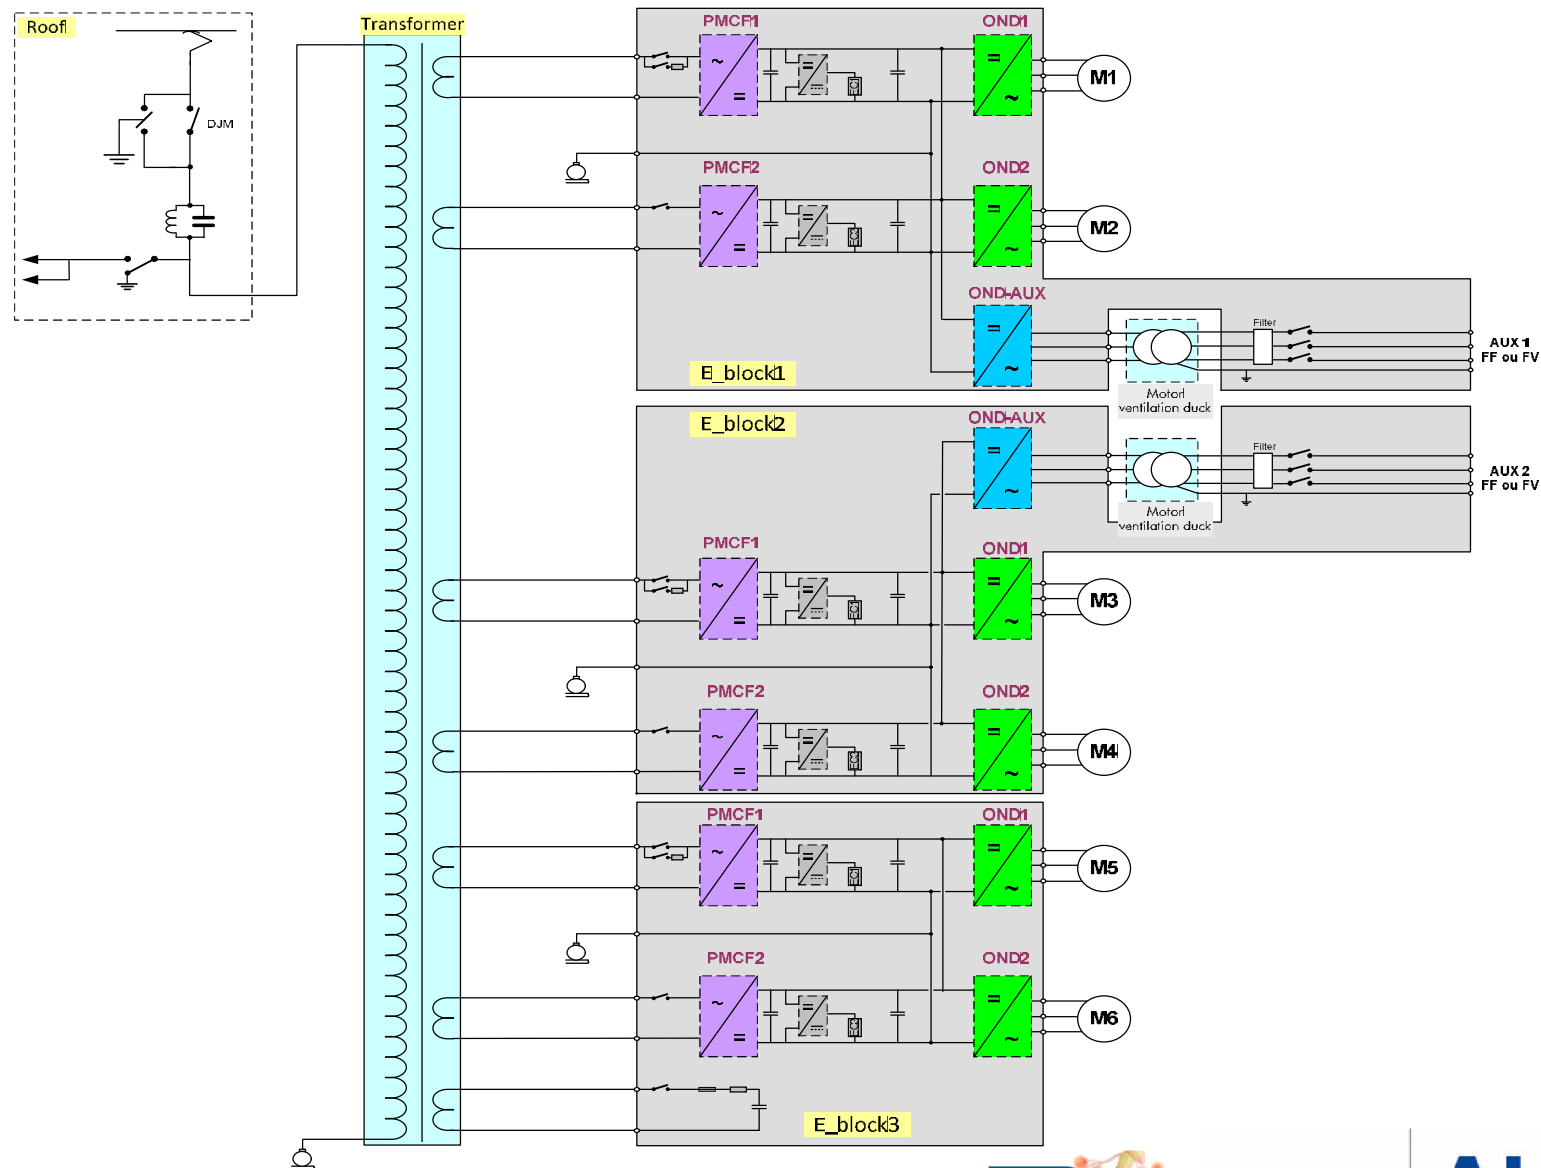 Roof
Transformer
DJM
PMCF1
OND1
M1
PMCF2
OND2
M2
OND-AUX
Filter
AUX 1
FF ou FV
E_block1
Motor
ventilation duck
E_block2
OND-AUX
Filter
AUX 2
FF ou FV
Motor
ventilation duck
PMCF1
OND1
M3
PMCF2
OND2
M4
PMCF1
OND1
M5
PMCF2
OND2
M6
E_block3